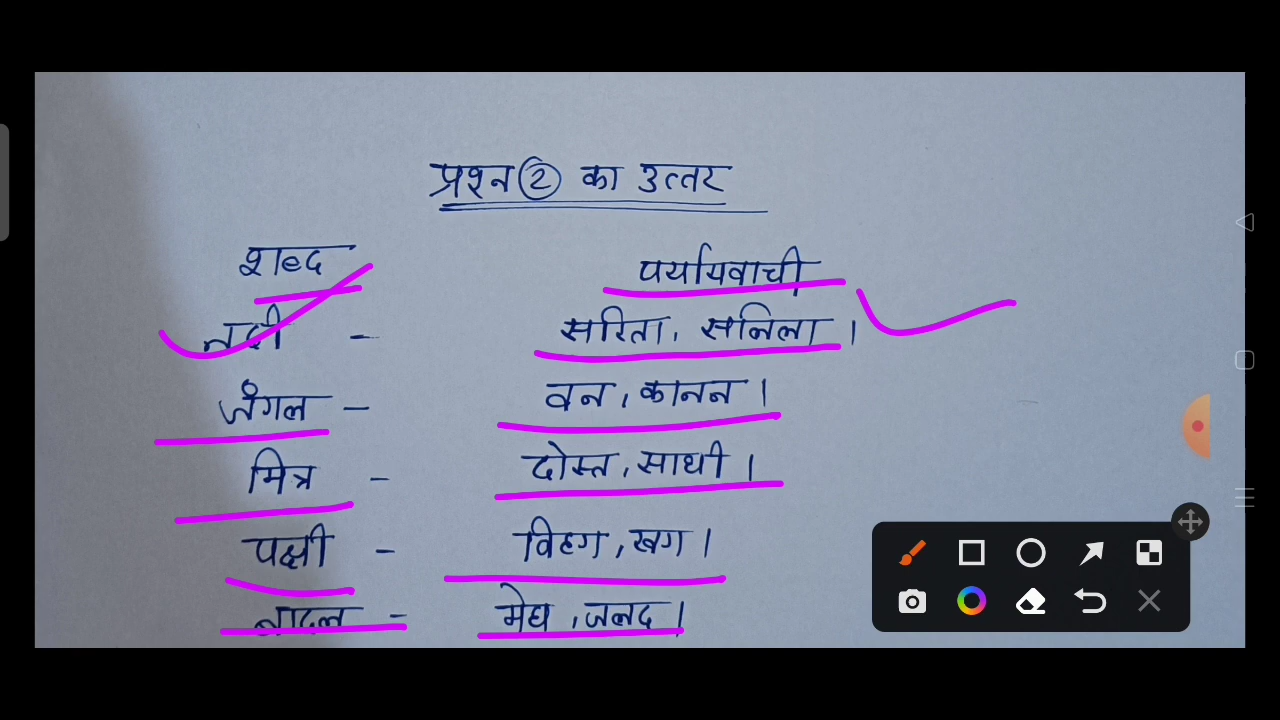 प्रश्न ② का उत्तर
शब्द पर्यायवाची
नदी - सरिता, सलिला ।
जंगल - वन, कानन ।
मित्र - दोस्त, साथी ।
पक्षी - विहग, खग ।
बादल - मेघ, जलद ।